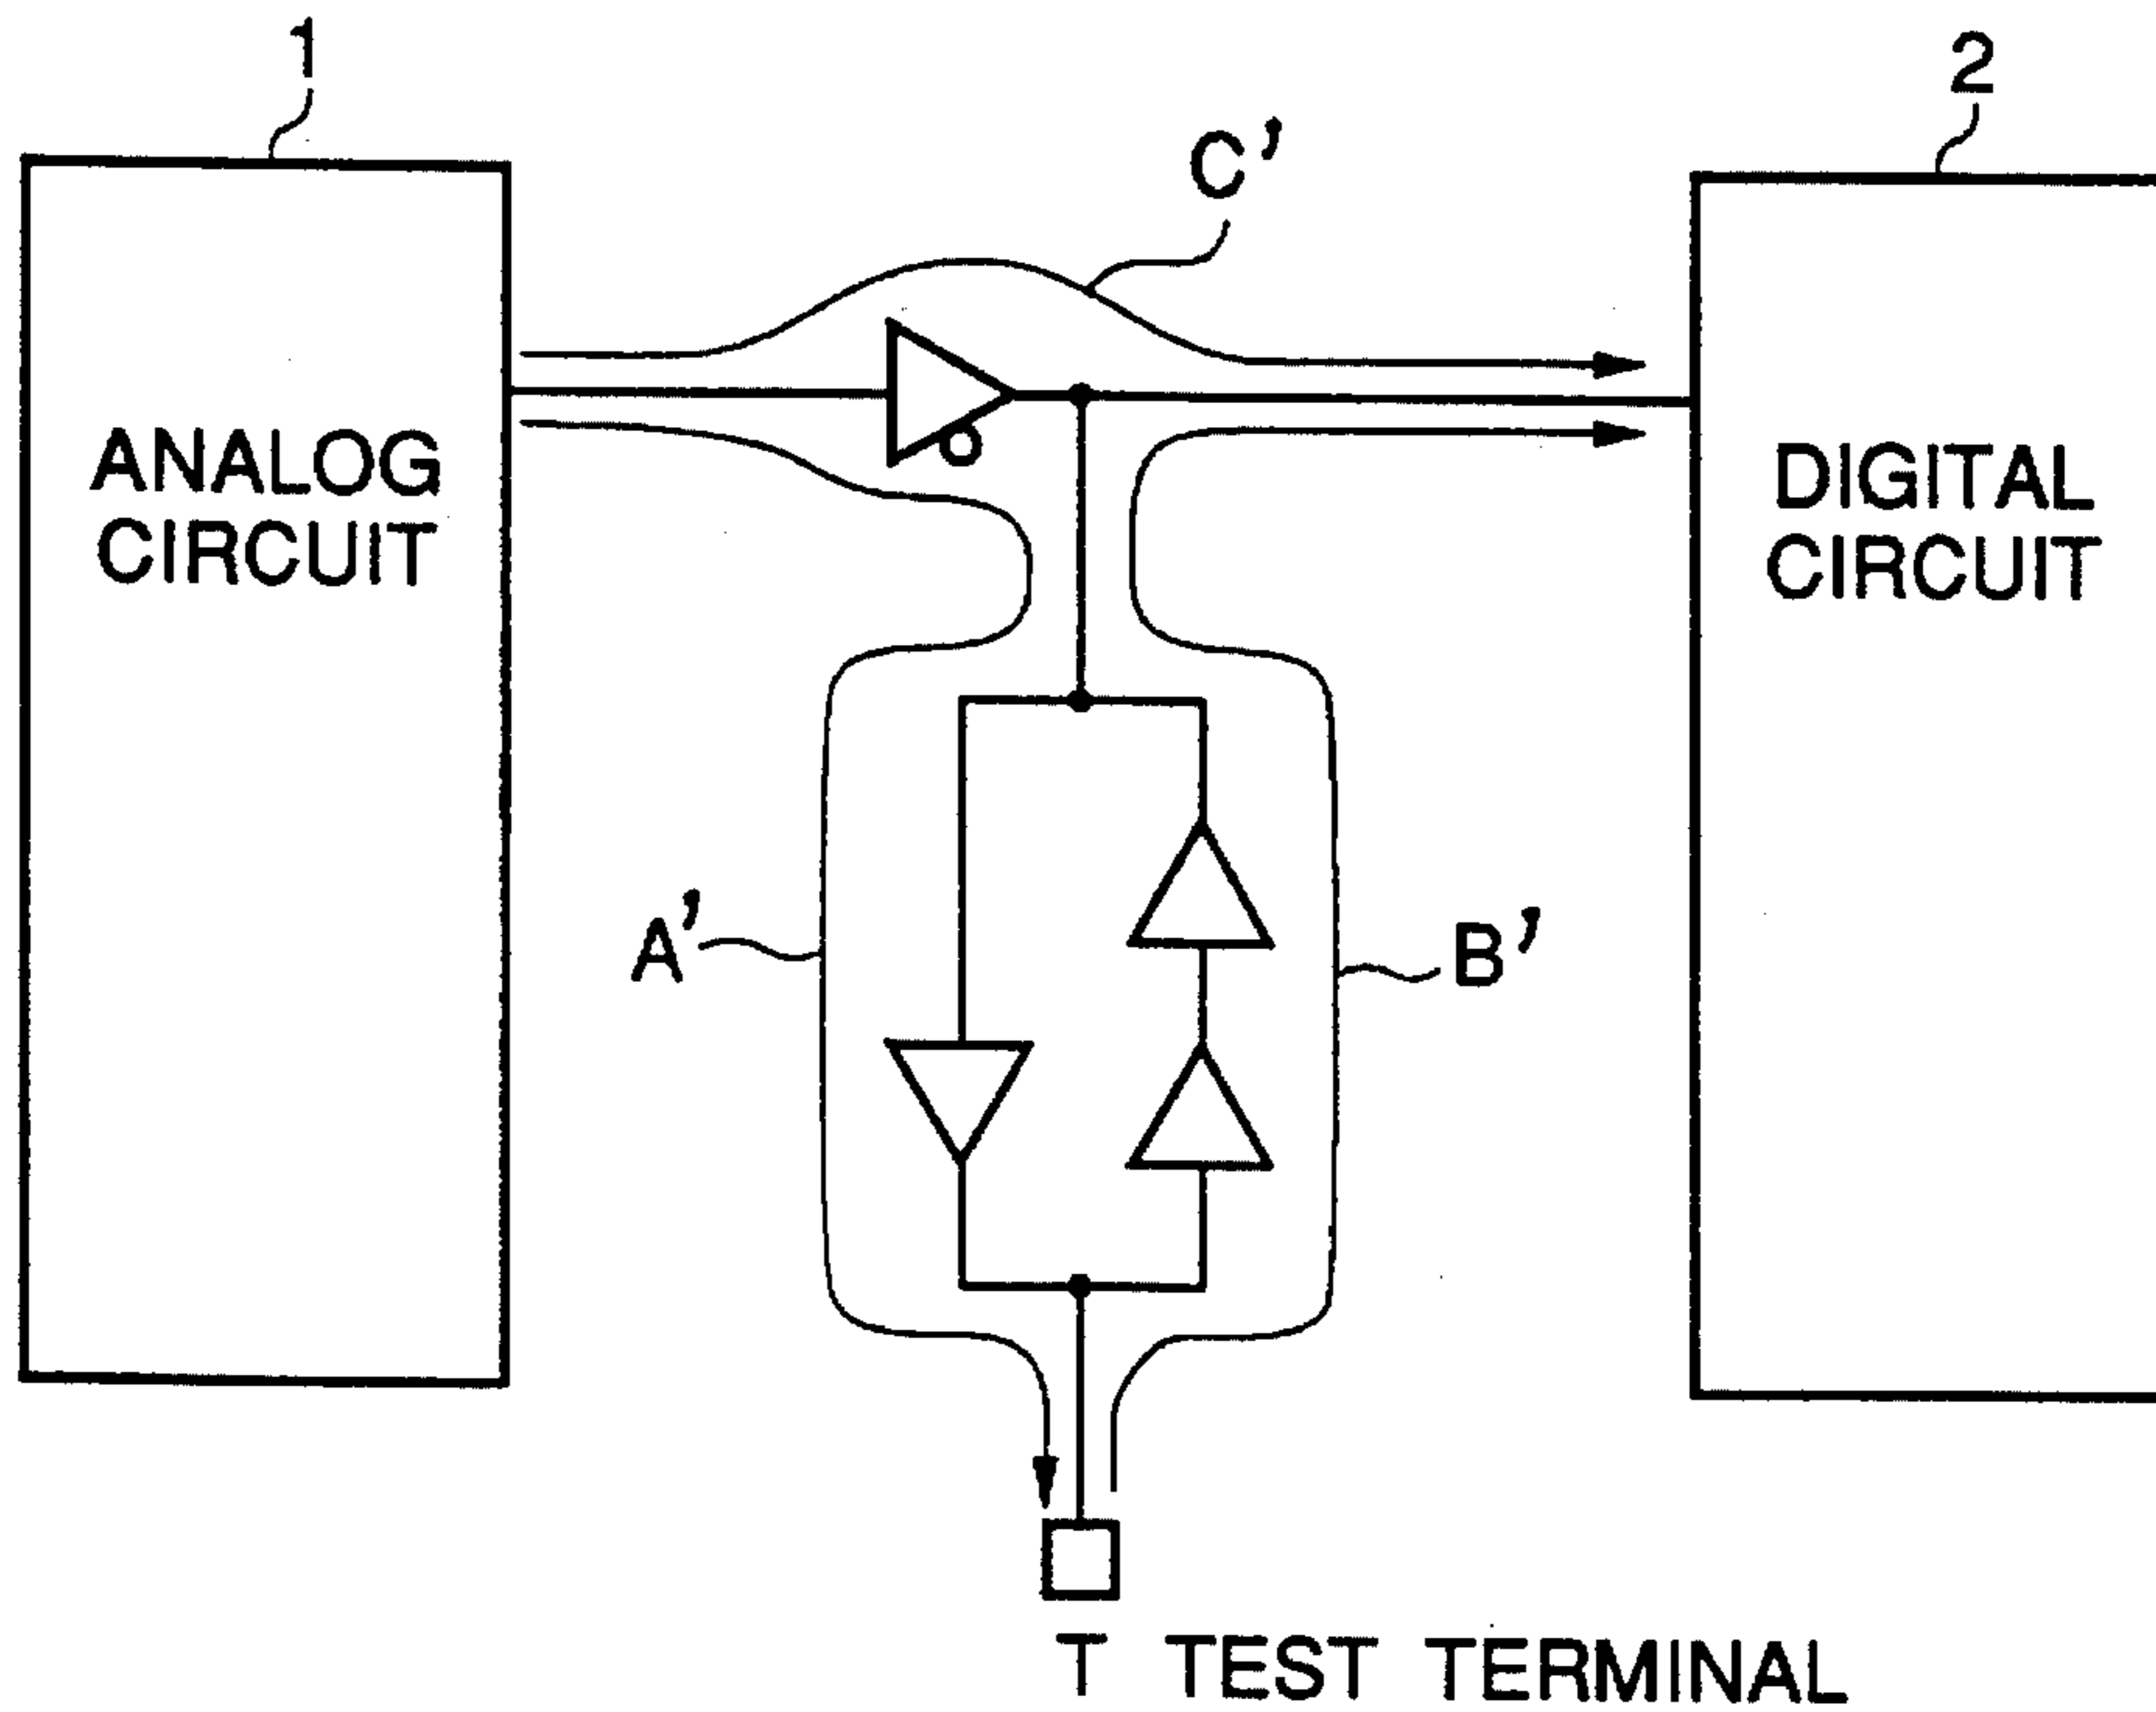 1
2
C'
ANALOG
CIRCUIT
DIGITAL
CIRCUIT
A'
B'
T TEST TERMINAL